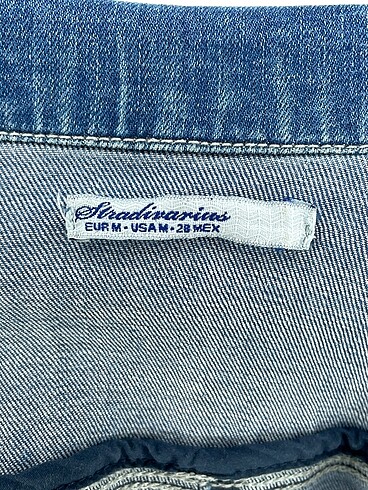 Stradivarius
EUR M • USA M • 28 MEX